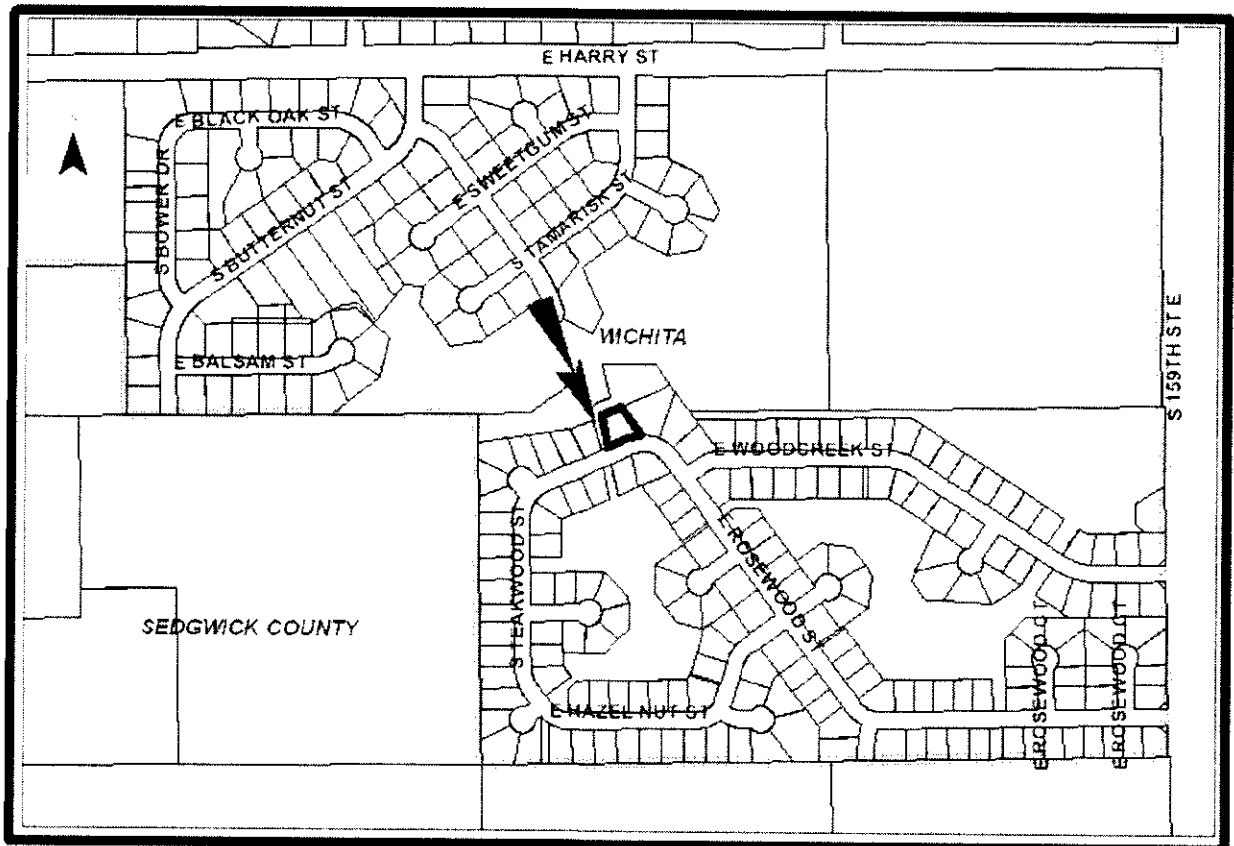 E HARRY ST
E BLACK OAK ST
E SWEETGUM ST
S BOWER DR
S BUTTERNUT ST
S TAMARISK ST
S 159TH ST E
WICHITA
E BALSAM ST
E WOODCREEK ST
S TEAKWOOD ST
E ROSEWOOD ST
SEDGWICK COUNTY
E ROSEWOOD CT
E ROSEWOOD CT
E HAZEL NUT ST